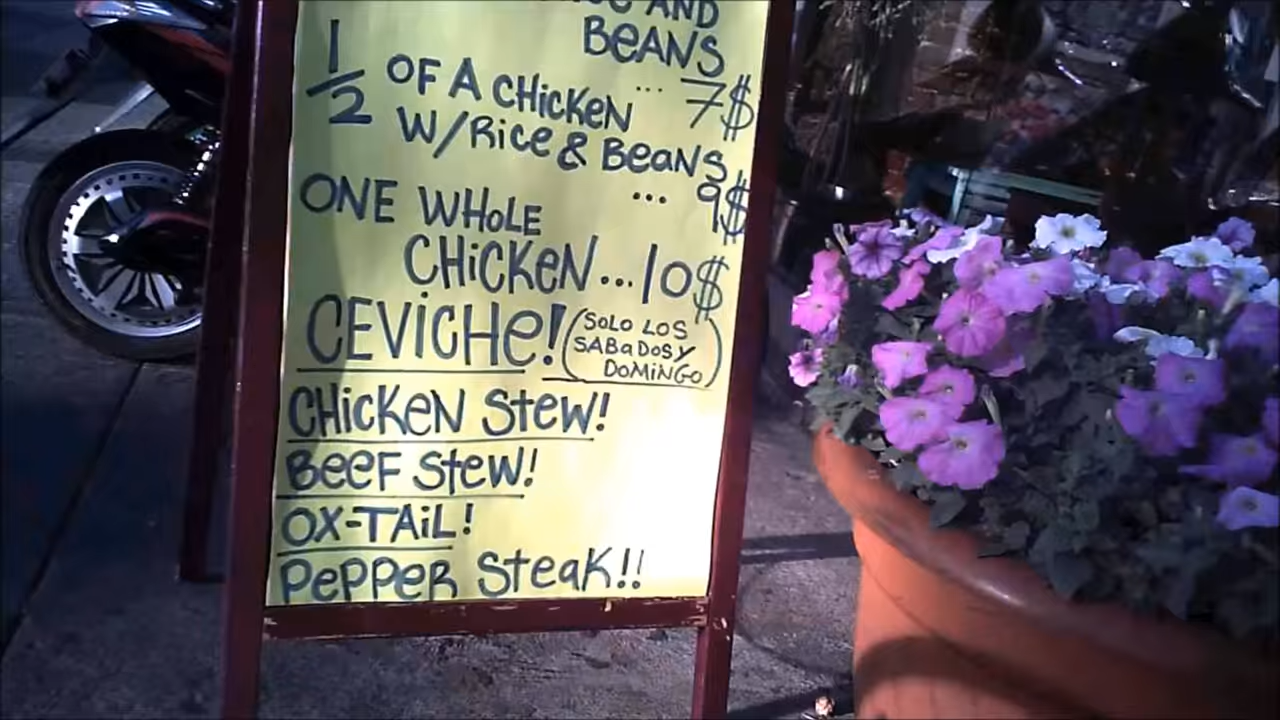 AND
BEANS
... 7$
1/2 OF A CHICKEN
W/RICE & BEANS
... 9$
ONE WHOLE
CHICKEN...10$
CEVICHE! (SOLO LOS
SABADOS Y
DOMINGO)
CHICKEN STEW!
BEEF STEW!
OX-TAIL!
PEPPER STEAK!!